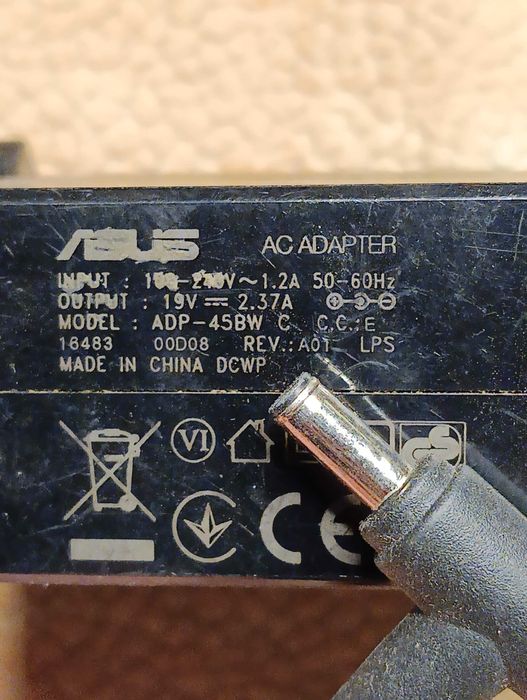 ASUS AC ADAPTER
INPUT : 100-240V~1.2A 50-60Hz
OUTPUT : 19V ⎓ 2.37A
MODEL : ADP-45BW C C.C.:E
16483 00D08 REV.:A01 LPS
MADE IN CHINA DCWP
VI
CE